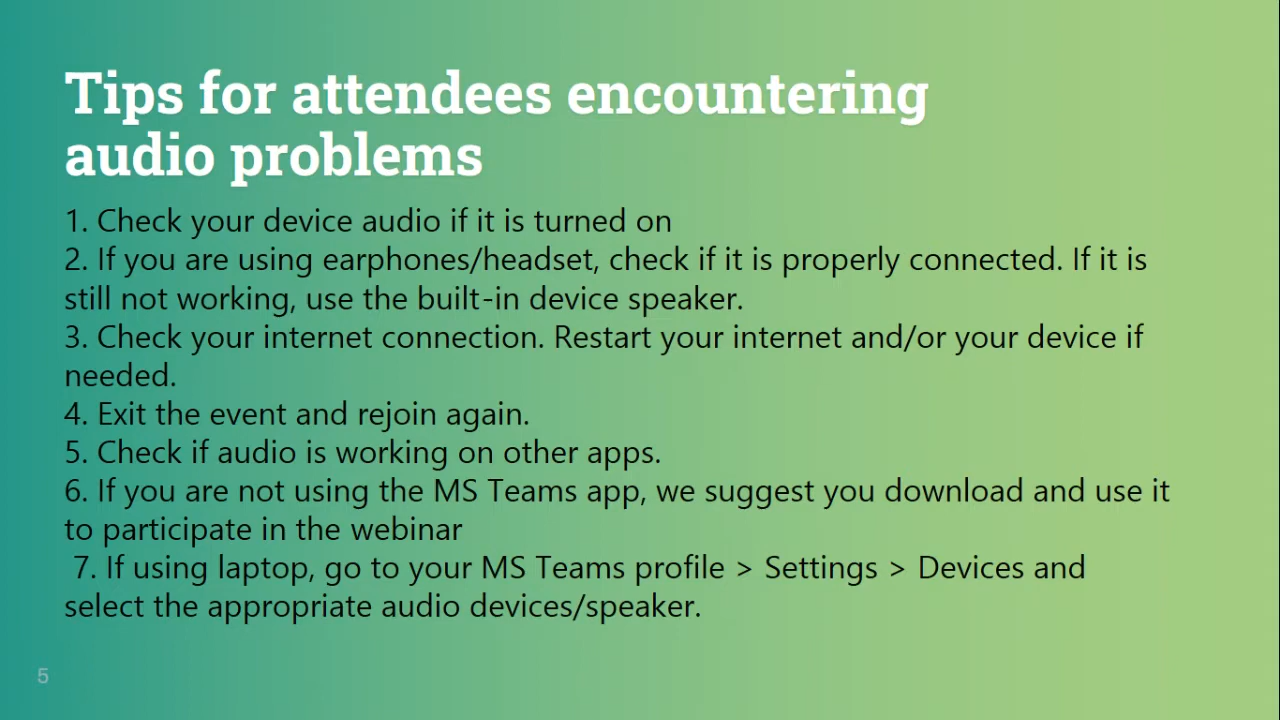 Tips for attendees encountering
audio problems
1. Check your device audio if it is turned on
2. If you are using earphones/headset, check if it is properly connected. If it is
still not working, use the built-in device speaker.
3. Check your internet connection. Restart your internet and/or your device if
needed.
4. Exit the event and rejoin again.
5. Check if audio is working on other apps.
6. If you are not using the MS Teams app, we suggest you download and use it
to participate in the webinar
7. If using laptop, go to your MS Teams profile > Settings > Devices and
select the appropriate audio devices/speaker.
5